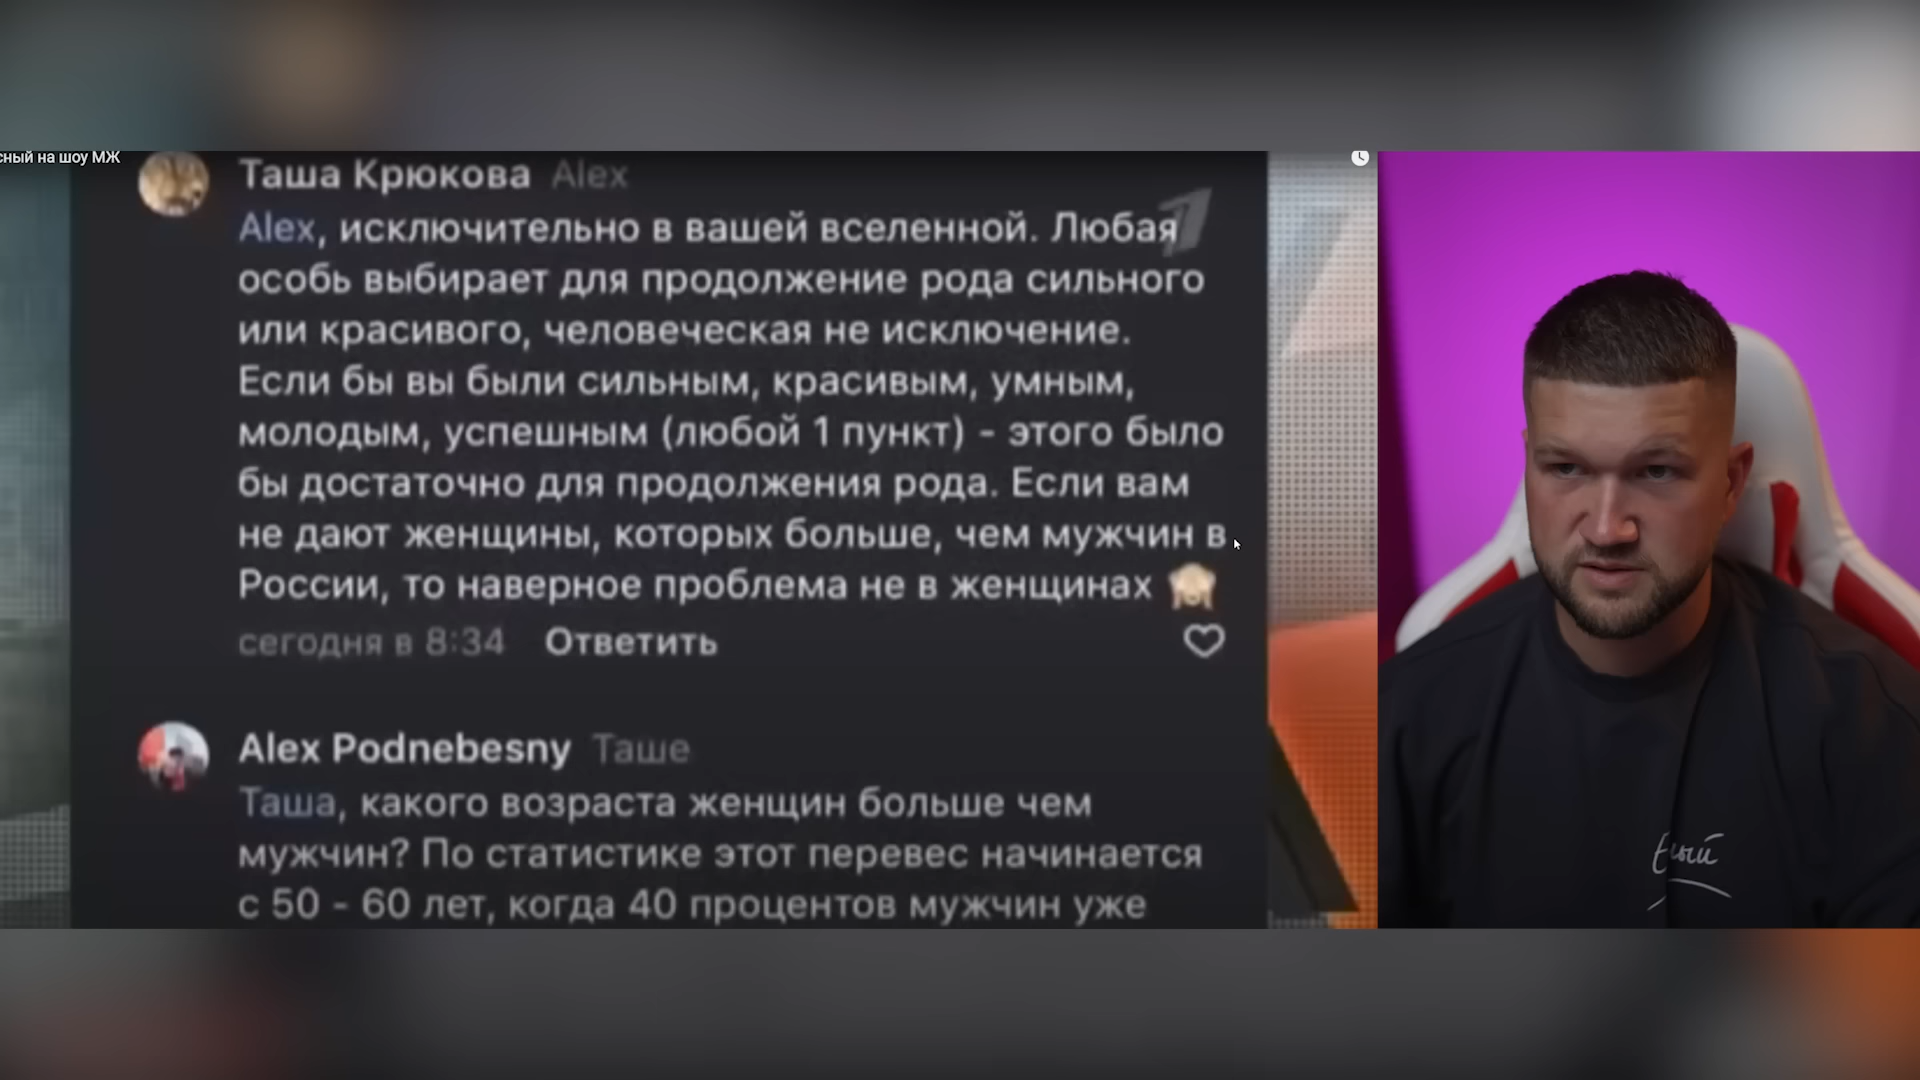 сный на шоу МЖ
Таша Крюкова Alex
Alex, исключительно в вашей вселенной. Любая
особь выбирает для продолжение рода сильного
или красивого, человеческая не исключение.
Если бы вы были сильным, красивым, умным,
молодым, успешным (любой 1 пункт) - этого было
бы достаточно для продолжения рода. Если вам
не дают женщины, которых больше, чем мужчин в
России, то наверное проблема не в женщинах 🙈
сегодня в 8:34 Ответить
Alex Podnebesny Таше
Таша, какого возраста женщин больше чем
мужчин? По статистике этот перевес начинается
с 50 - 60 лет, когда 40 процентов мужчин уже